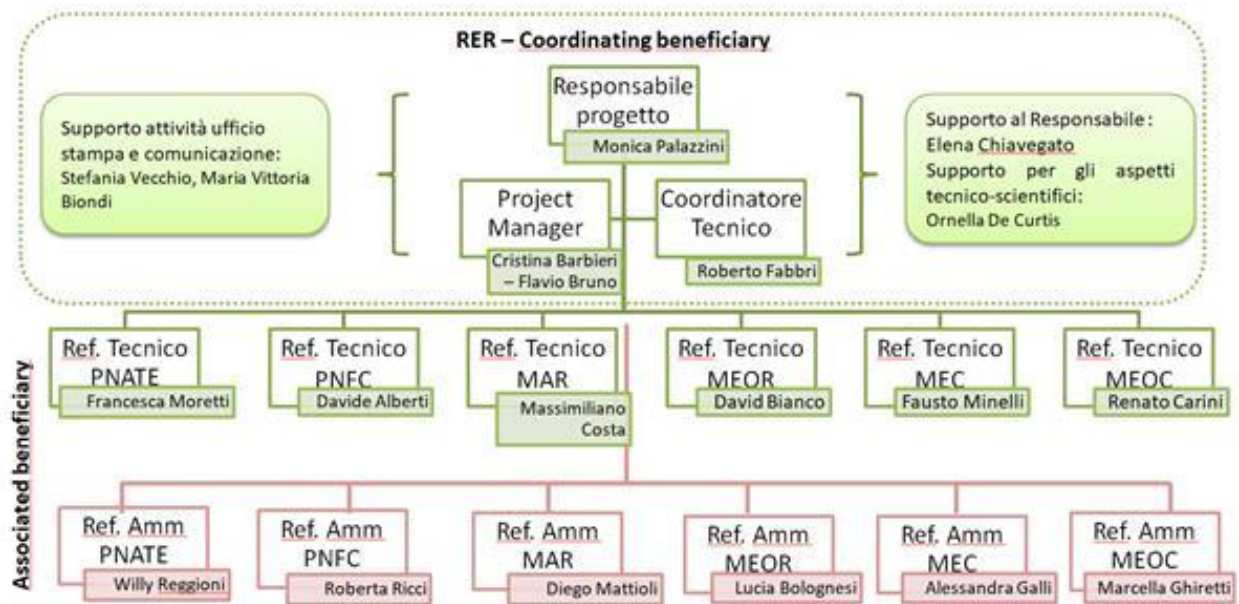 RER – Coordinating beneficiary
Responsabile
progetto
Monica Palazzini
Supporto attività ufficio
stampa e comunicazione:
Stefania Vecchio, Maria Vittoria
Biondi
Supporto al Responsabile :
Elena Chiavegato
Supporto per gli aspetti
tecnico-scientifici:
Ornella De Curtis
Project
Manager
Cristina Barbieri
– Flavio Bruno
Coordinatore
Tecnico
Roberto Fabbri
Associated beneficiary
Ref. Tecnico
PNATE
Francesca Moretti
Ref. Tecnico
PNFC
Davide Alberti
Ref. Tecnico
MAR
Massimiliano
Costa
Ref. Tecnico
MEOR
David Bianco
Ref. Tecnico
MEC
Fausto Minelli
Ref. Tecnico
MEOC
Renato Carini
Ref. Amm
PNATE
Willy Reggioni
Ref. Amm
PNFC
Roberta Ricci
Ref. Amm
MAR
Diego Mattioli
Ref. Amm
MEOR
Lucia Bolognesi
Ref. Amm
MEC
Alessandra Galli
Ref. Amm
MEOC
Marcella Ghiretti